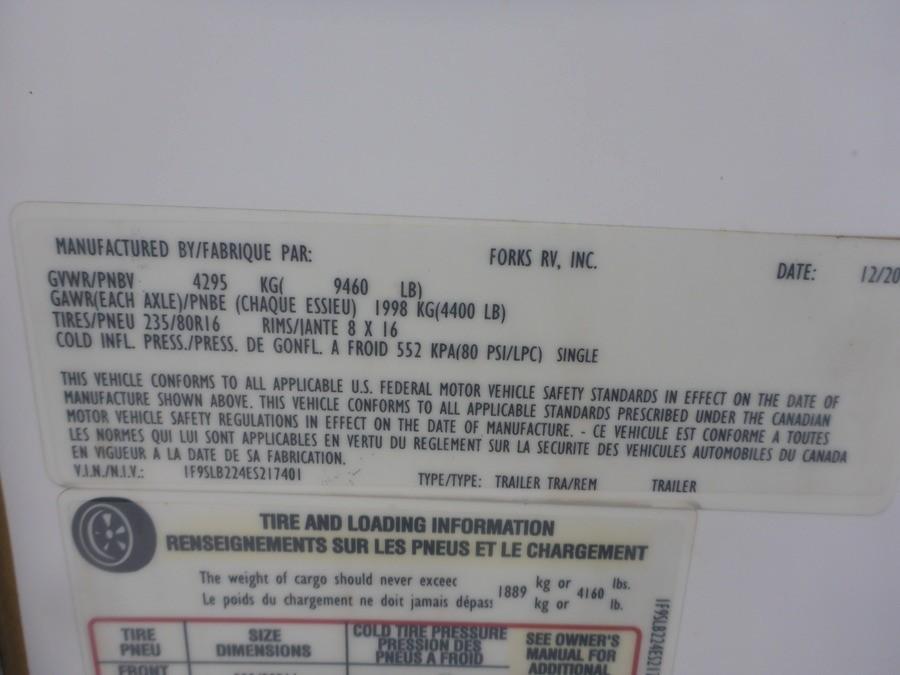 MANUFACTURED BY/FABRIQUE PAR: FORKS RV, INC. DATE: 12/20
GVWR/PNBV 4295 KG( 9460 LB)
GAWR(EACH AXLE)/PNBE (CHAQUE ESSIEU) 1998 KG(4400 LB)
TIRES/PNEU 235/80R16 RIMS/JANTE 8 X 16
COLD INFL. PRESS./PRESS. DE GONFL. A FROID 552 KPA(80 PSI/LPC) SINGLE
THIS VEHICLE CONFORMS TO ALL APPLICABLE U.S. FEDERAL MOTOR VEHICLE SAFETY STANDARDS IN EFFECT ON THE DATE OF
MANUFACTURE SHOWN ABOVE. THIS VEHICLE CONFORMS TO ALL APPLICABLE STANDARDS PRESCRIBED UNDER THE CANADIAN
MOTOR VEHICLE SAFETY REGULATIONS IN EFFECT ON THE DATE OF MANUFACTURE. - CE VEHICULE EST CONFORME A TOUTES
LES NORMES QUI LUI SONT APPLICABLES EN VERTU DU REGLEMENT SUR LA SECURITE DES VEHICULES AUTOMOBILES DU CANADA
EN VIGUEUR A LA DATE DE SA FABRICATION.
V.I.N./N.I.V.: 1F9SLB224ES217401 TYPE/TYPE: TRAILER TRA/REM TRAILER
TIRE AND LOADING INFORMATION
RENSEIGNEMENTS SUR LES PNEUS ET LE CHARGEMENT
The weight of cargo should never exceec 1889 kg or 4160 lbs.
Le poids du chargement ne doit jamais dépas: kg or lb.
TIRE SIZE COLD TIRE PRESSURE SEE OWNER'S
PNEU DIMENSIONS PRESSION DES MANUAL FOR
PNEUS A FROID ADDITIONAL
FRONT
1F9SLB224ES217